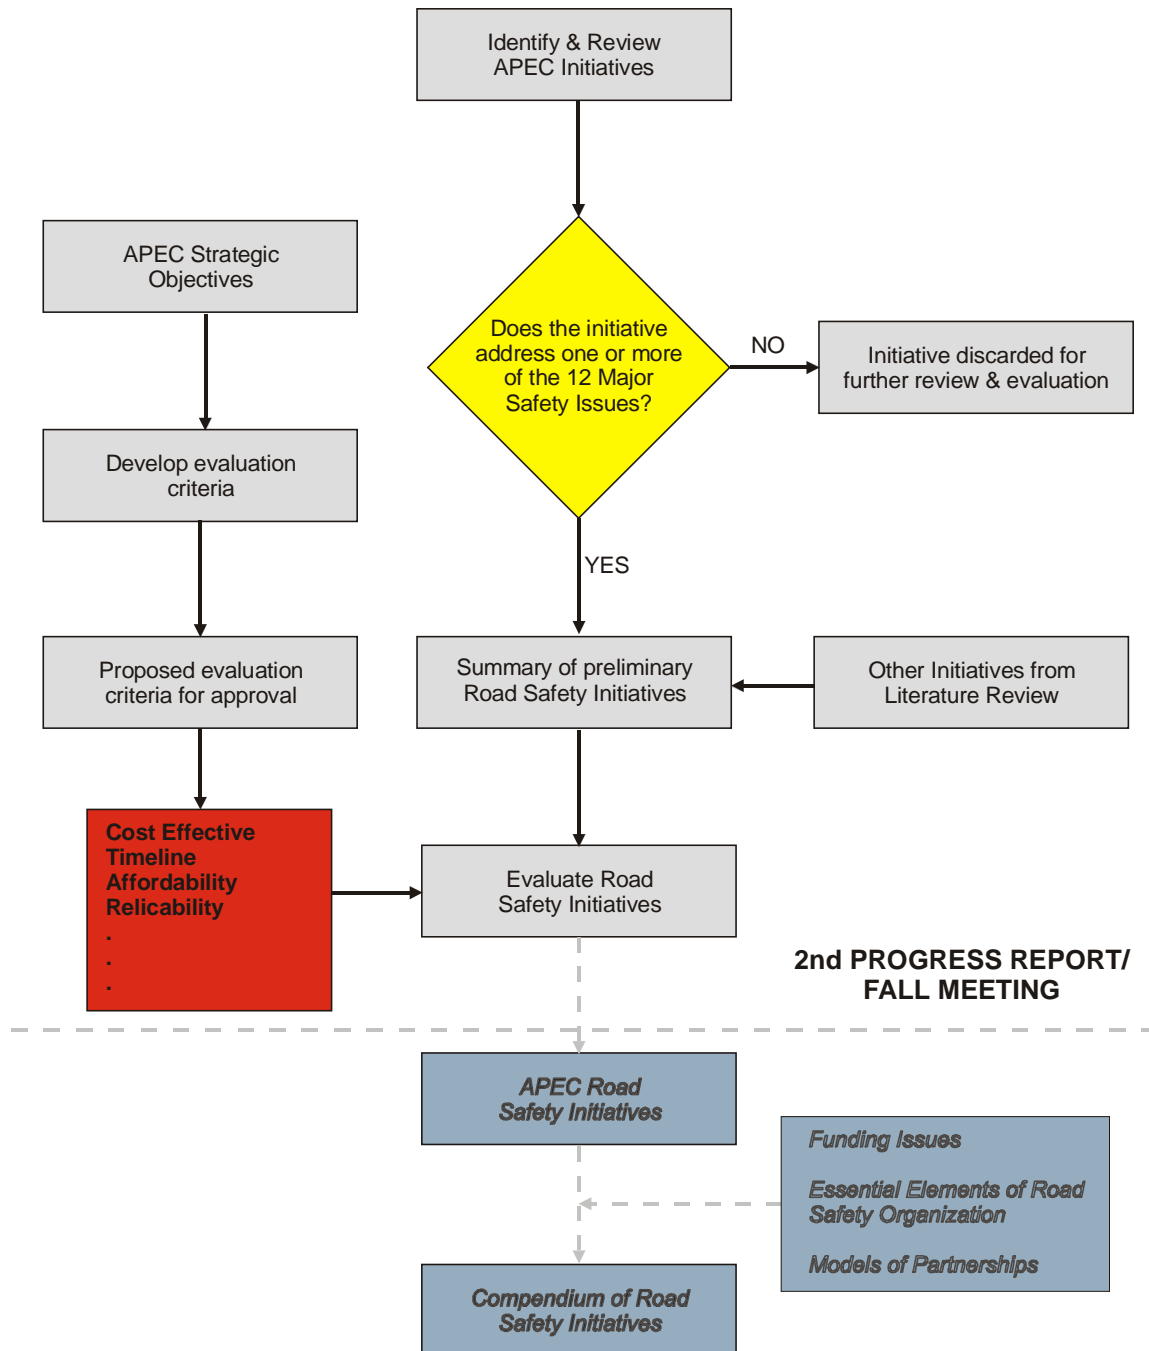 Identify & Review
APEC Initiatives
APEC Strategic
Objectives
Does the initiative
address one or more
of the 12 Major
Safety Issues?
NO
Initiative discarded for
further review & evaluation
Develop evaluation
criteria
YES
Proposed evaluation
criteria for approval
Summary of preliminary
Road Safety Initiatives
Other Initiatives from
Literature Review
Cost Effective
Timeline
Affordability
Relicability
.
.
.
Evaluate Road
Safety Initiatives
2nd PROGRESS REPORT/
FALL MEETING
APEC Road
Safety Initiatives
Funding Issues
Essential Elements of Road
Safety Organization
Models of Partnerships
Compendium of Road
Safety Initiatives